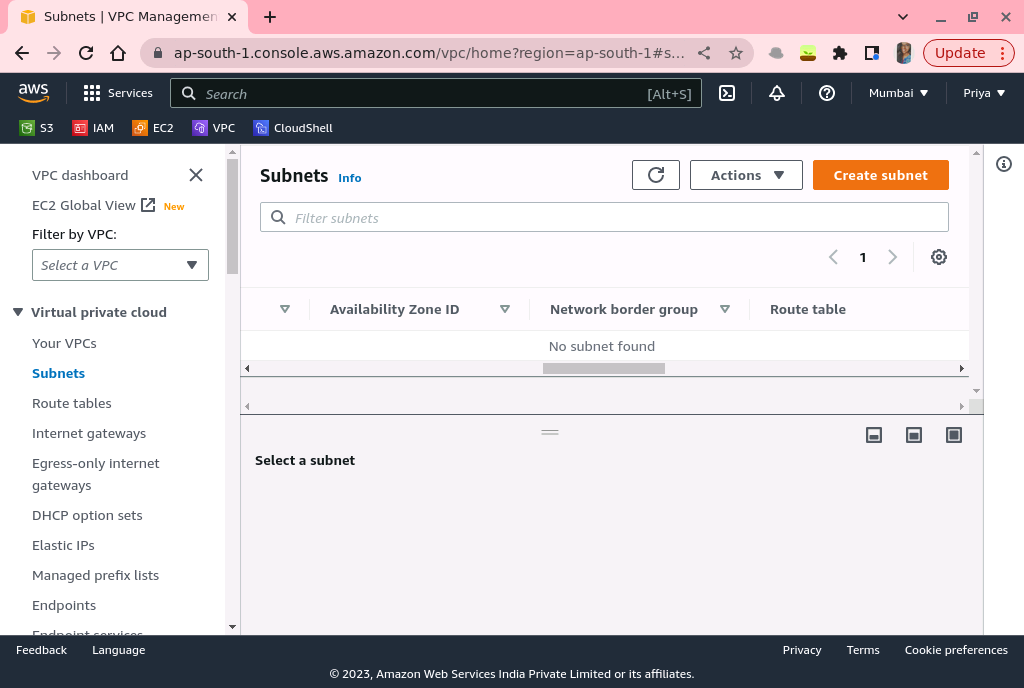 Subnets | VPC Managemen
ap-south-1.console.aws.amazon.com/vpc/home?region=ap-south-1#s...
Update
aws
Services
Search
[Alt+S]
Mumbai
Priya
S3
IAM
EC2
VPC
CloudShell
VPC dashboard
EC2 Global View
New
Filter by VPC:
Select a VPC
Virtual private cloud
Your VPCs
Subnets
Route tables
Internet gateways
Egress-only internet
gateways
DHCP option sets
Elastic IPs
Managed prefix lists
Endpoints
Endpoint services
Subnets
Info
Actions
Create subnet
Filter subnets
1
Availability Zone ID
Network border group
Route table
No subnet found
Select a subnet
Feedback
Language
Privacy
Terms
Cookie preferences
© 2023, Amazon Web Services India Private Limited or its affiliates.